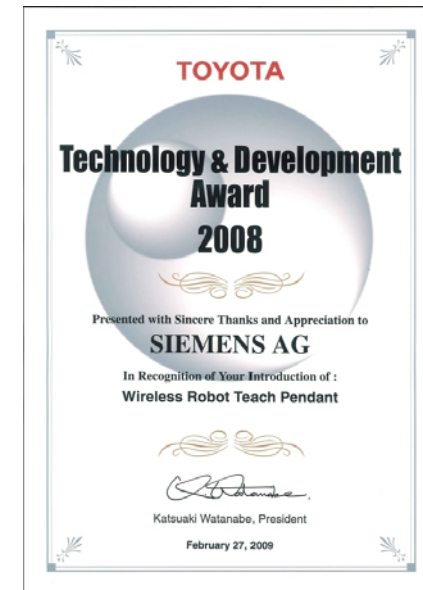 TOYOTA
Technology & Development
Award
2008
Presented with Sincere Thanks and Appreciation to
SIEMENS AG
In Recognition of Your Introduction of :
Wireless Robot Teach Pendant
K. Watanabe
Katsuaki Watanabe, President
February 27, 2009